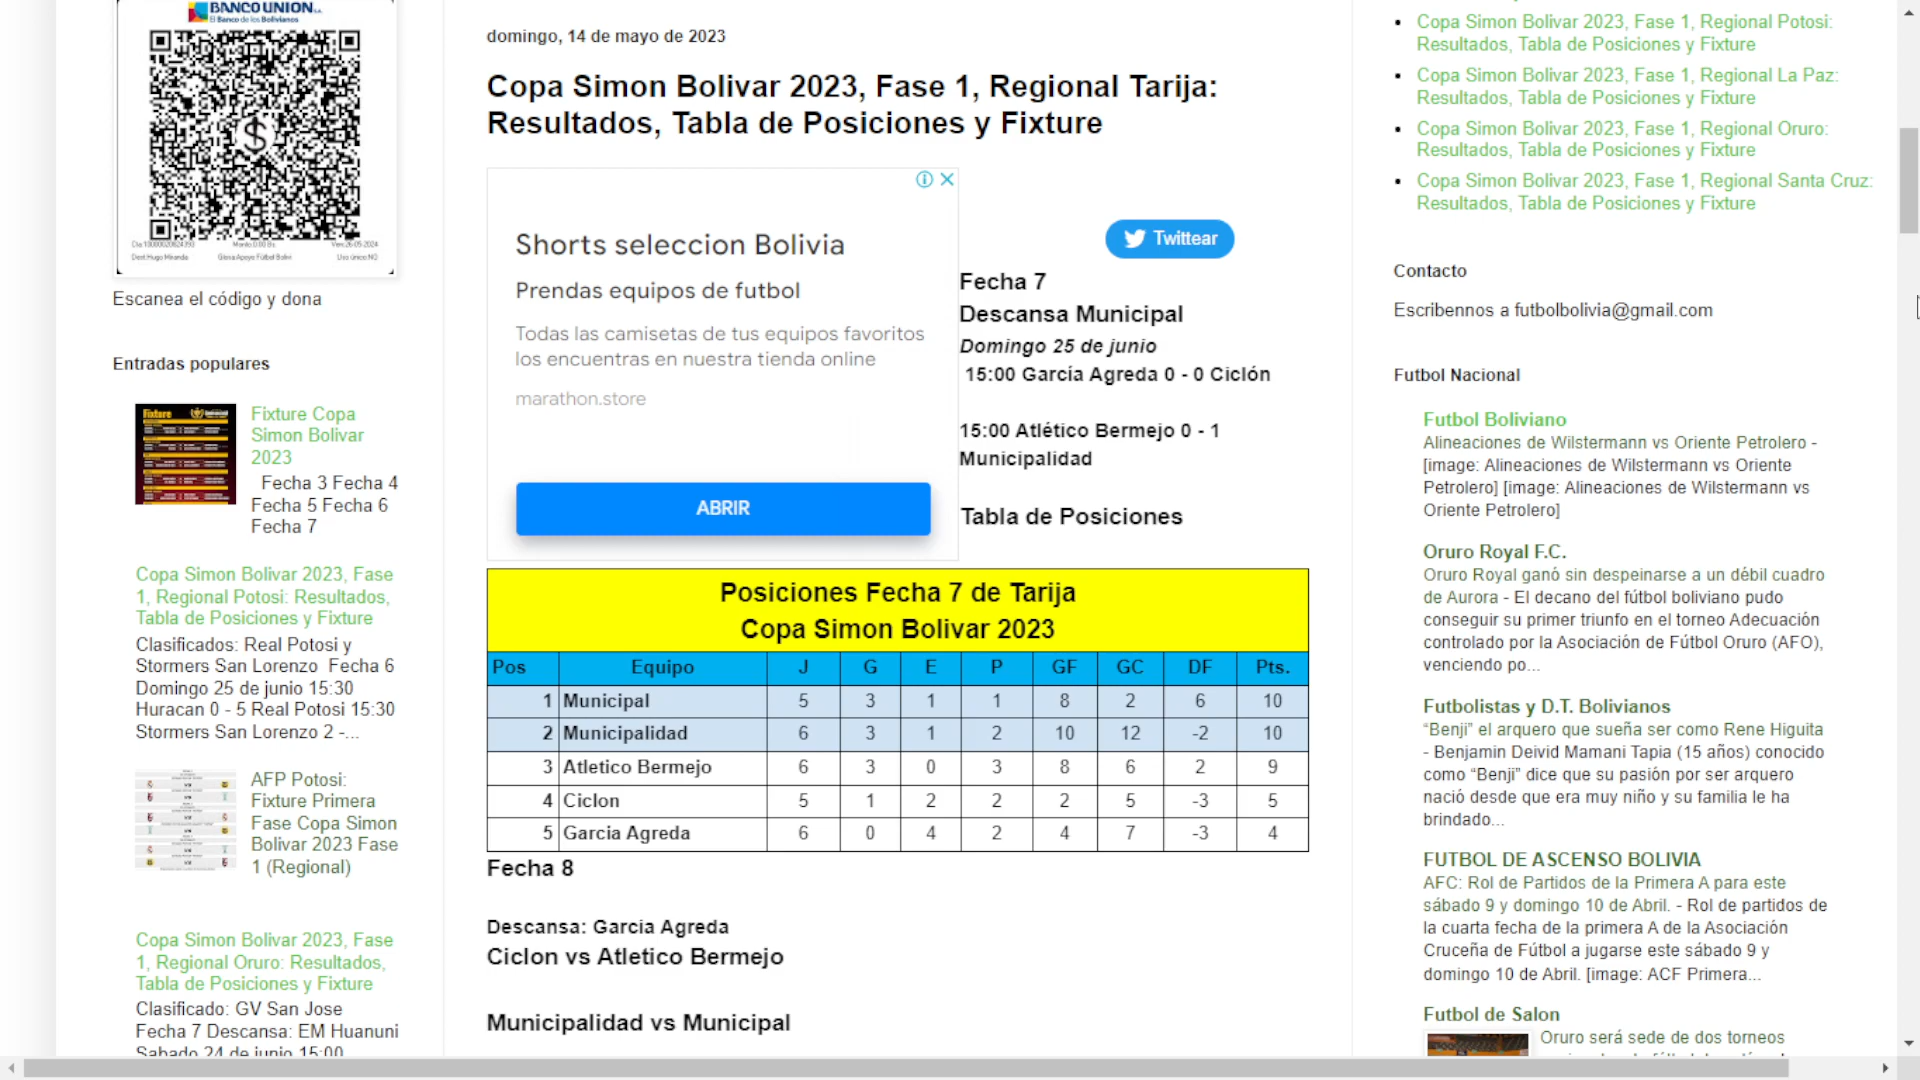 BANCO UNION S.A.
El Banco de los Bolivianos
Escanea el código y dona
Entradas populares
Fixture
Fixture Copa
Simon Bolivar
2023
Fecha 3 Fecha 4
Fecha 5 Fecha 6
Fecha 7
Copa Simon Bolivar 2023, Fase
1, Regional Potosi: Resultados,
Tabla de Posiciones y Fixture
Clasificados: Real Potosi y
Stormers San Lorenzo Fecha 6
Domingo 25 de junio 15:30
Huracan 0 - 5 Real Potosi 15:30
Stormers San Lorenzo 2 -...
AFP Potosi:
Fixture Primera
Fase Copa Simon
Bolivar 2023 Fase
1 (Regional)
Copa Simon Bolivar 2023, Fase
1, Regional Oruro: Resultados,
Tabla de Posiciones y Fixture
Clasificado: GV San Jose
Fecha 7 Descansa: EM Huanuni
Sabado 24 de junio 15:00
domingo, 14 de mayo de 2023
Copa Simon Bolivar 2023, Fase 1, Regional Tarija:
Resultados, Tabla de Posiciones y Fixture
Shorts seleccion Bolivia
Prendas equipos de futbol
Todas las camisetas de tus equipos favoritos
los encuentras en nuestra tienda online
marathon.store
ABRIR
Twittear
Fecha 7
Descansa Municipal
Domingo 25 de junio
15:00 García Agreda 0 - 0 Ciclón
15:00 Atlético Bermejo 0 - 1
Municipalidad
Tabla de Posiciones
Posiciones Fecha 7 de Tarija
Copa Simon Bolivar 2023
Pos Equipo J G E P GF GC DF Pts.
1 Municipal 5 3 1 1 8 2 6 10
2 Municipalidad 6 3 1 2 10 12 -2 10
3 Atletico Bermejo 6 3 0 3 8 6 2 9
4 Ciclon 5 1 2 2 2 5 -3 5
5 Garcia Agreda 6 0 4 2 4 7 -3 4
Fecha 8
Descansa: Garcia Agreda
Ciclon vs Atletico Bermejo
Municipalidad vs Municipal
Copa Simon Bolivar 2023, Fase 1, Regional Potosi:
Resultados, Tabla de Posiciones y Fixture
Copa Simon Bolivar 2023, Fase 1, Regional La Paz:
Resultados, Tabla de Posiciones y Fixture
Copa Simon Bolivar 2023, Fase 1, Regional Oruro:
Resultados, Tabla de Posiciones y Fixture
Copa Simon Bolivar 2023, Fase 1, Regional Santa Cruz:
Resultados, Tabla de Posiciones y Fixture
Contacto
Escribennos a futbolbolivia@gmail.com
Futbol Nacional
Futbol Boliviano
Alineaciones de Wilstermann vs Oriente Petrolero -
[image: Alineaciones de Wilstermann vs Oriente
Petrolero] [image: Alineaciones de Wilstermann vs
Oriente Petrolero]
Oruro Royal F.C.
Oruro Royal ganó sin despeinarse a un débil cuadro
de Aurora - El decano del fútbol boliviano pudo
conseguir su primer triunfo en el torneo Adecuación
controlado por la Asociación de Fútbol Oruro (AFO),
venciendo po...
Futbolistas y D.T. Bolivianos
“Benji” el arquero que sueña ser como Rene Higuita
- Benjamin Deivid Mamani Tapia (15 años) conocido
como “Benji” dice que su pasión por ser arquero
nació desde que era muy niño y su familia le ha
brindado...
FUTBOL DE ASCENSO BOLIVIA
AFC: Rol de Partidos de la Primera A para este
sábado 9 y domingo 10 de Abril. - Rol de partidos de
la cuarta fecha de la primera A de la Asociación
Cruceña de Fútbol a jugarse este sábado 9 y
domingo 10 de Abril. [image: ACF Primera...
Futbol de Salon
Oruro será sede de dos torneos